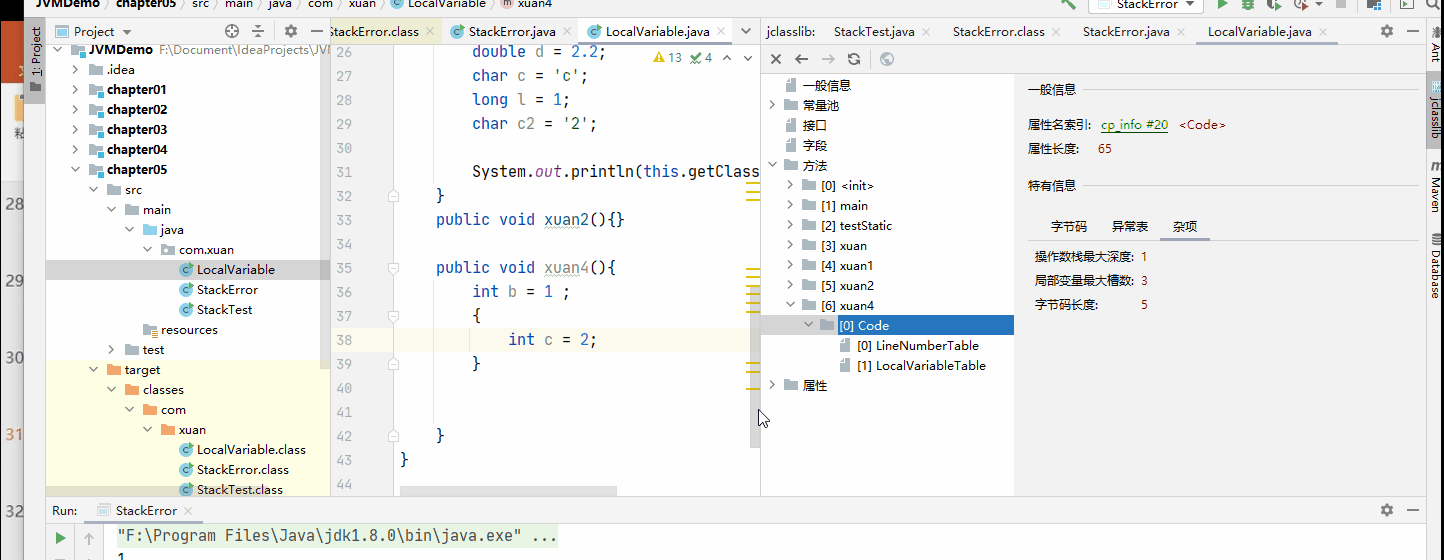 JVMDemo chapter05 src main java com xuan LocalVariable xuan4 StackError
1: Project
Project
JVMDemo F:\Document\IdeaProjects\JV
.idea
chapter01
chapter02
chapter03
chapter04
chapter05
src
main
java
com.xuan
LocalVariable
StackError
StackTest
resources
test
target
classes
com
xuan
LocalVariable.class
StackError.class
StackTest.class
粘
28
29
30
31
32
StackError.class StackError.java LocalVariable.java
13 4
26 double d = 2.2;
27 char c = 'c';
28 long l = 1;
29 char c2 = '2';
30
31 System.out.println(this.getClass
32 }
33 public void xuan2(){}
34
35 public void xuan4(){
36 int b = 1 ;
37 {
38 int c = 2;
39 }
40
41
42 }
43 }
44
jclasslib: StackTest.java StackError.class StackError.java LocalVariable.java
一般信息
常量池
接口
字段
方法
[0] <init>
[1] main
[2] testStatic
[3] xuan
[4] xuan1
[5] xuan2
[6] xuan4
[0] Code
[0] LineNumberTable
[1] LocalVariableTable
属性
一般信息
属性名索引: cp_info #20 <Code>
属性长度: 65
特有信息
字节码 异常表 杂项
操作数栈最大深度: 1
局部变量最大槽数: 3
字节码长度: 5
Ant
jclasslib
Maven
Database
Run: StackError
"F:\Program Files\Java\jdk1.8.0\bin\java.exe" ...
1